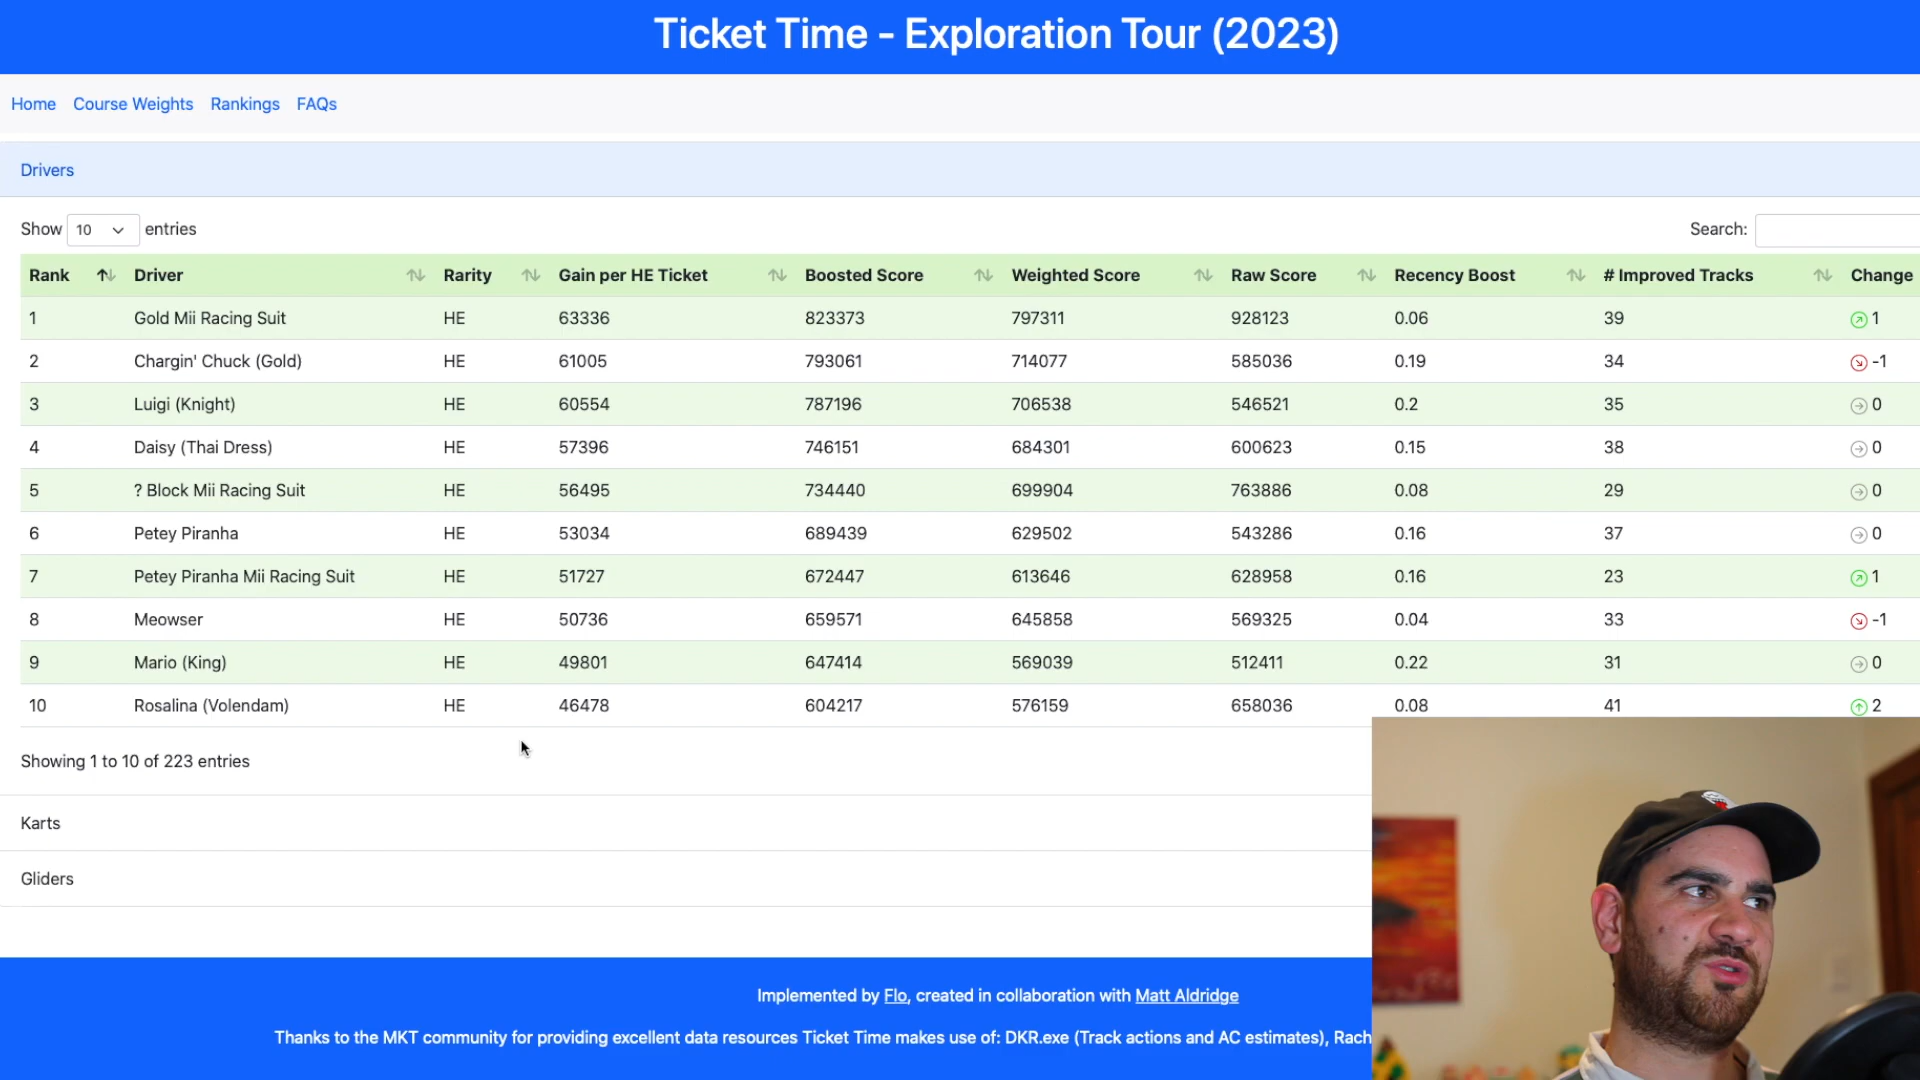 Ticket Time - Exploration Tour (2023)
Home Course Weights Rankings FAQs
Drivers
Show 10 entries Search:
Rank Driver Rarity Gain per HE Ticket Boosted Score Weighted Score Raw Score Recency Boost # Improved Tracks Change
1 Gold Mii Racing Suit HE 63336 823373 797311 928123 0.06 39 1
2 Chargin' Chuck (Gold) HE 61005 793061 714077 585036 0.19 34 -1
3 Luigi (Knight) HE 60554 787196 706538 546521 0.2 35 0
4 Daisy (Thai Dress) HE 57396 746151 684301 600623 0.15 38 0
5 ? Block Mii Racing Suit HE 56495 734440 699904 763886 0.08 29 0
6 Petey Piranha HE 53034 689439 629502 543286 0.16 37 0
7 Petey Piranha Mii Racing Suit HE 51727 672447 613646 628958 0.16 23 1
8 Meowser HE 50736 659571 645858 569325 0.04 33 -1
9 Mario (King) HE 49801 647414 569039 512411 0.22 31 0
10 Rosalina (Volendam) HE 46478 604217 576159 658036 0.08 41 2
Showing 1 to 10 of 223 entries
Karts
Gliders
Implemented by Flo, created in collaboration with Matt Aldridge
Thanks to the MKT community for providing excellent data resources Ticket Time makes use of: DKR.exe (Track actions and AC estimates), Rach